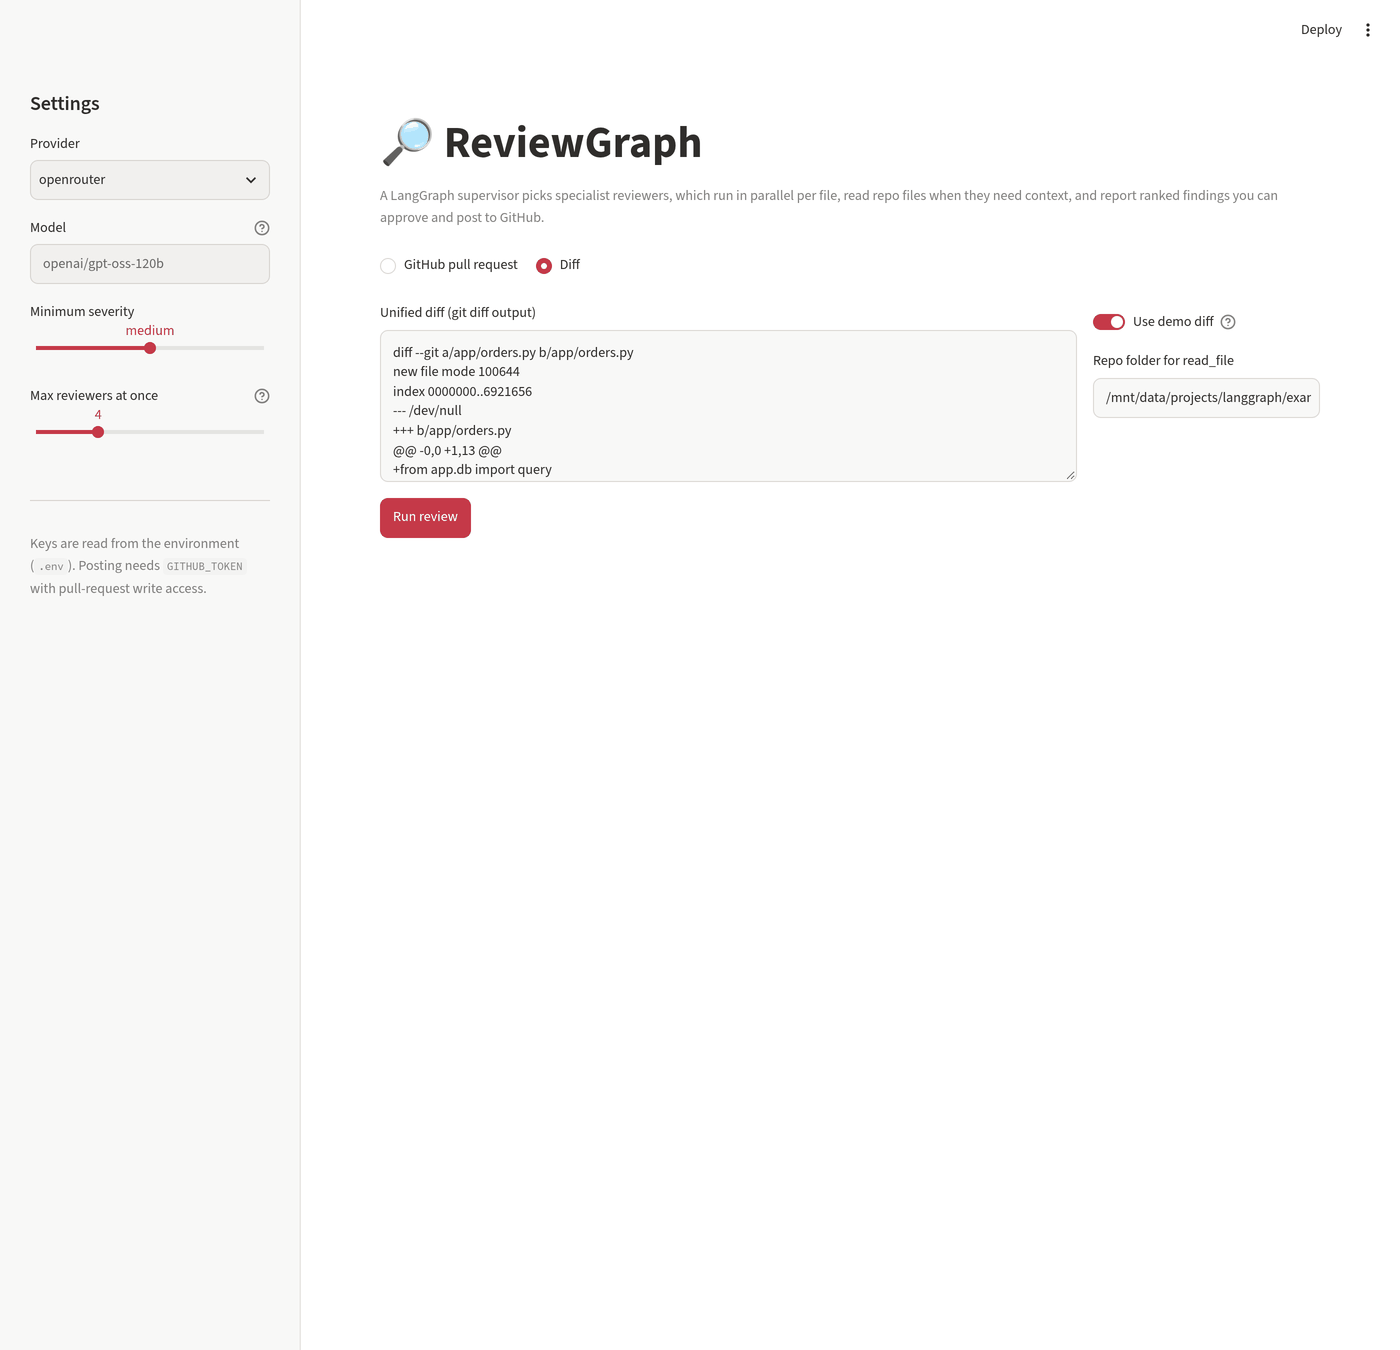 Deploy
Settings
Provider
openrouter
Model
openai/gpt-oss-120b
Minimum severity
medium
Max reviewers at once
4
Keys are read from the environment
( .env ). Posting needs GITHUB_TOKEN
with pull-request write access.
ReviewGraph
A LangGraph supervisor picks specialist reviewers, which run in parallel per file, read repo files when they need context, and report ranked findings you can
approve and post to GitHub.
GitHub pull request
Diff
Unified diff (git diff output)
diff --git a/app/orders.py b/app/orders.py
new file mode 100644
index 0000000..6921656
--- /dev/null
+++ b/app/orders.py
@@ -0,0 +1,13 @@
+from app.db import query
Use demo diff
Repo folder for read_file
/mnt/data/projects/langgraph/exar
Run review